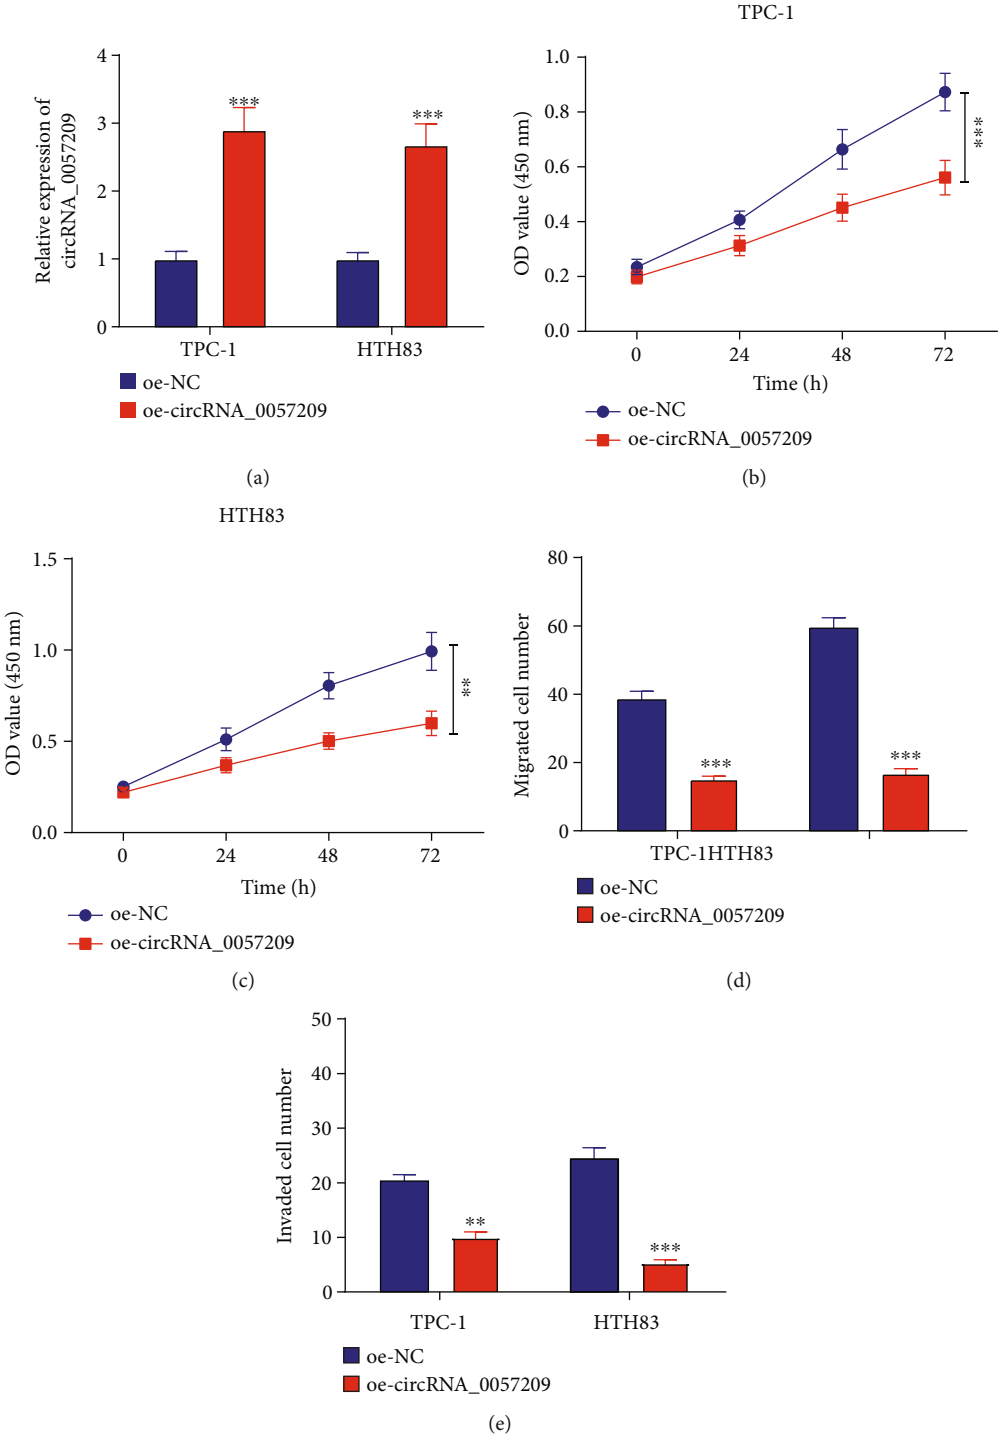 4
3
2
1
0
Relative expression of
circRNA_0057209
***
***
TPC-1
HTH83
oe-NC
oe-circRNA_0057209
(a)
TPC-1
1.0
0.8
0.6
0.4
0.2
0.0
OD value (450 nm)
***
0
24
48
72
Time (h)
oe-NC
oe-circRNA_0057209
(b)
HTH83
1.5
1.0
0.5
0.0
OD value (450 nm)
**
0
24
48
72
Time (h)
oe-NC
oe-circRNA_0057209
(c)
80
60
40
20
0
Migrated cell number
***
***
TPC-1HTH83
oe-NC
oe-circRNA_0057209
(d)
50
40
30
20
10
0
Invaded cell number
**
***
TPC-1
HTH83
oe-NC
oe-circRNA_0057209
(e)